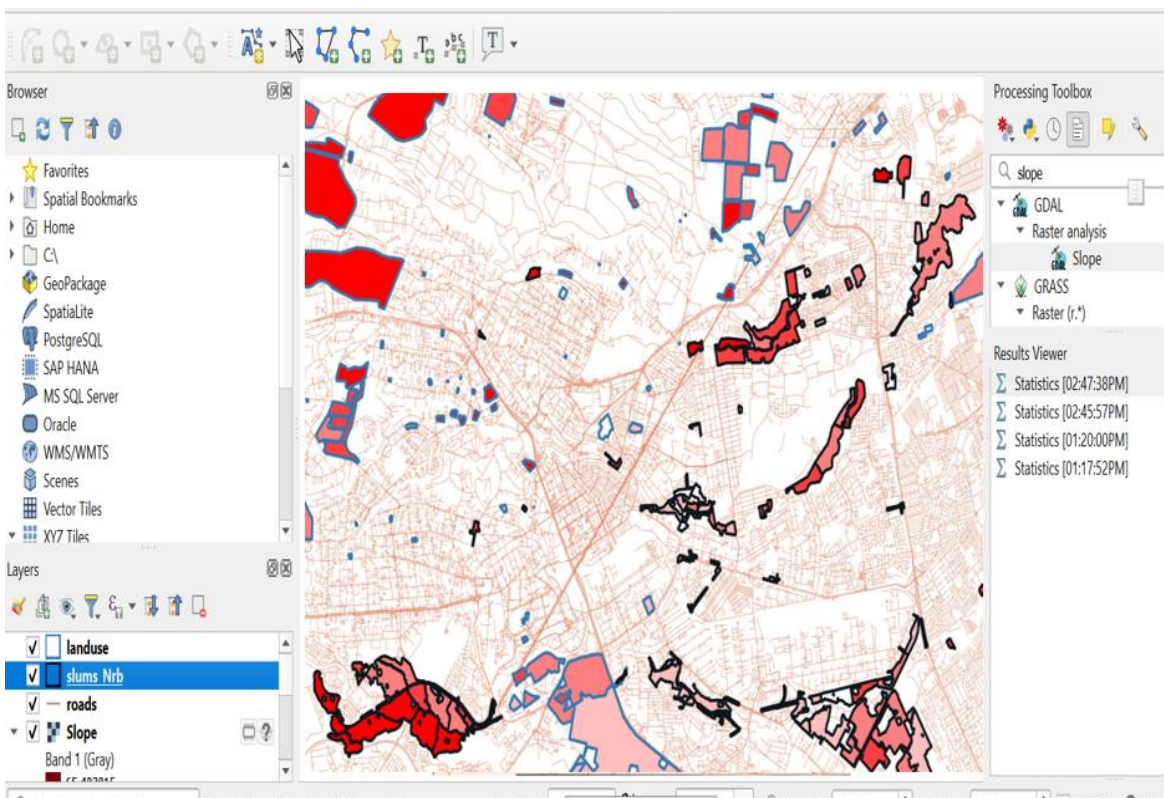 Browser
Favorites
Spatial Bookmarks
Home
C:\
GeoPackage
SpatiaLite
PostgreSQL
SAP HANA
MS SQL Server
Oracle
WMS/WMTS
Scenes
Vector Tiles
XYZ Tiles
Layers
landuse
slums_Nrb
roads
Slope
Band 1 (Gray)
Processing Toolbox
slope
GDAL
Raster analysis
Slope
GRASS
Raster (r.*)
Results Viewer
Statistics [02:47:38PM]
Statistics [02:45:57PM]
Statistics [01:20:00PM]
Statistics [01:17:52PM]